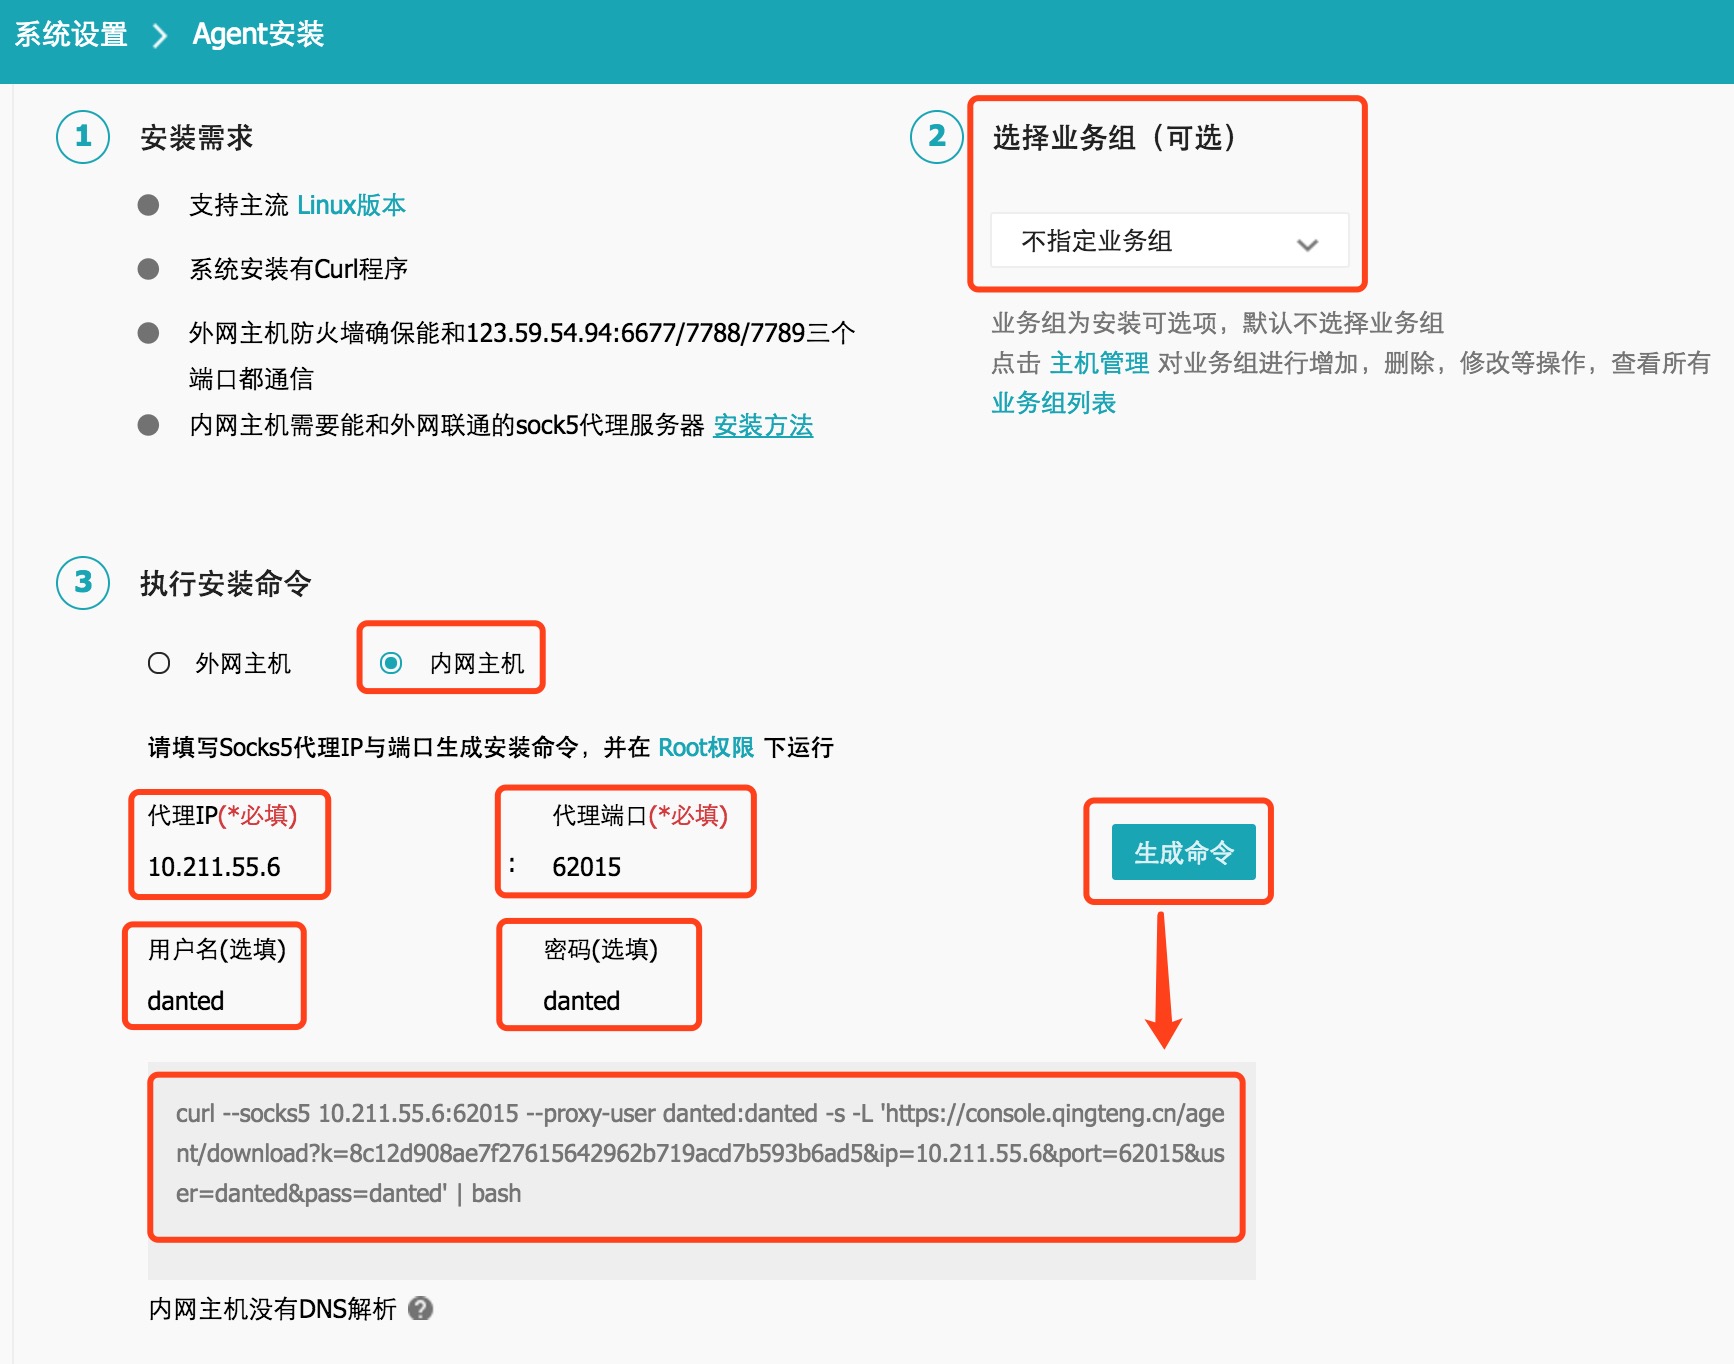 系统设置 > Agent安装
1 安装需求
支持主流 Linux版本
系统安装有Curl程序
外网主机防火墙确保能和123.59.54.94:6677/7788/7789三个
端口都通信
内网主机需要能和外网联通的sock5代理服务器 安装方法
2 选择业务组（可选）
不指定业务组
业务组为安装可选项，默认不选择业务组
点击 主机管理 对业务组进行增加，删除，修改等操作，查看所有
业务组列表
3 执行安装命令
外网主机 内网主机
请填写Socks5代理IP与端口生成安装命令，并在 Root权限 下运行
代理IP(*必填) 代理端口(*必填)
10.211.55.6 : 62015
生成命令
用户名(选填) 密码(选填)
danted danted
curl --socks5 10.211.55.6:62015 --proxy-user danted:danted -s -L 'https://console.qingteng.cn/age
nt/download?k=8c12d908ae7f27615642962b719acd7b593b6ad5&ip=10.211.55.6&port=62015&us
er=danted&pass=danted' | bash
内网主机没有DNS解析 ?